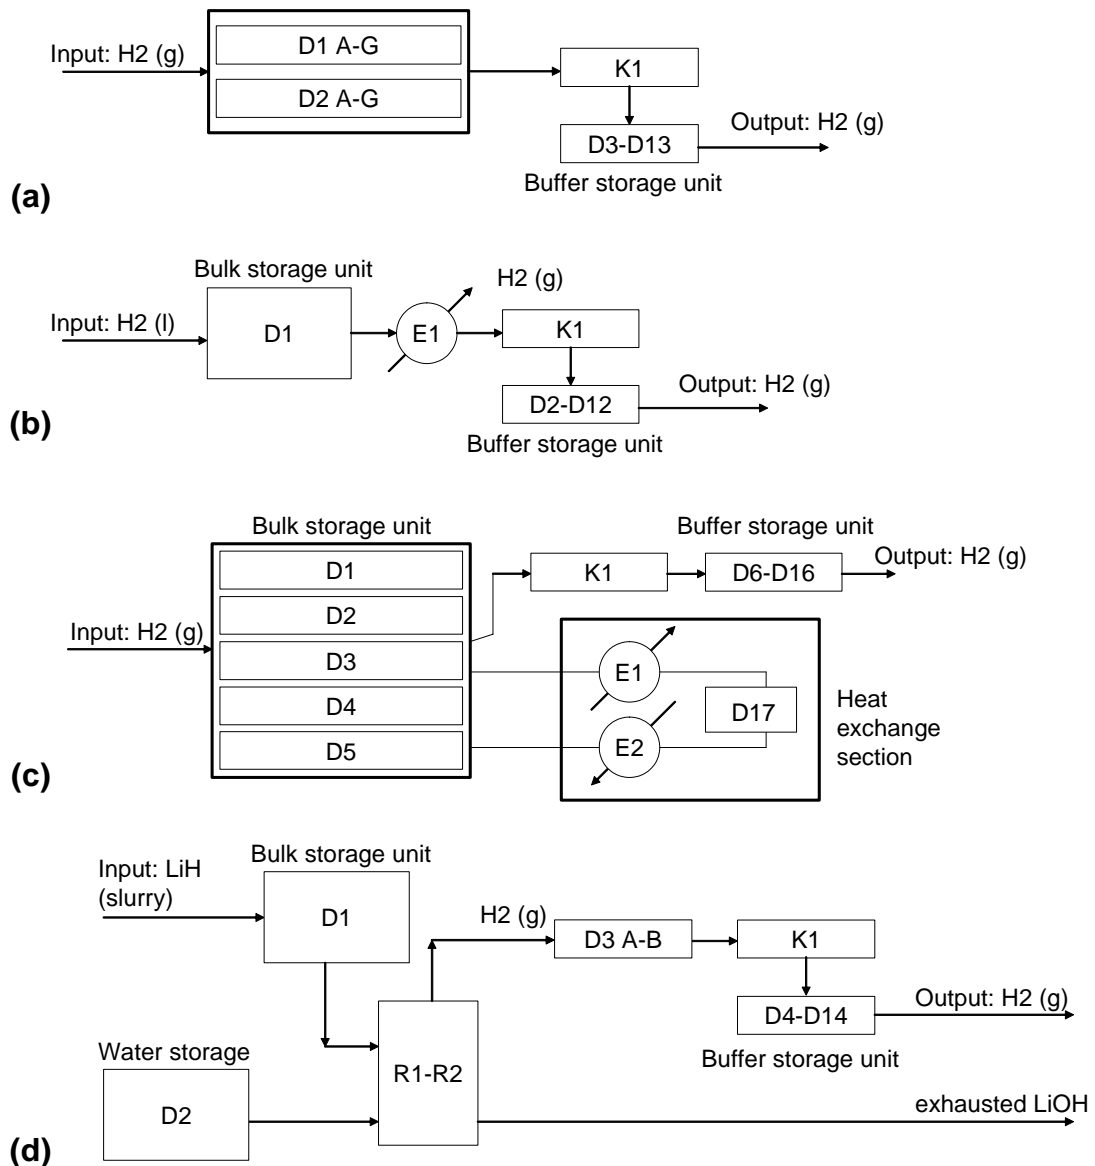 Input: H2 (g)
D1 A-G
D2 A-G
K1
D3-D13
Output: H2 (g)
Buffer storage unit
(a)
Bulk storage unit
Input: H2 (l)
D1
E1
H2 (g)
K1
D2-D12
Output: H2 (g)
Buffer storage unit
(b)
Bulk storage unit
Input: H2 (g)
D1
D2
D3
D4
D5
K1
Buffer storage unit
D6-D16
Output: H2 (g)
E1
D17
E2
Heat
exchange
section
(c)
Bulk storage unit
Input: LiH
(slurry)
D1
H2 (g)
D3 A-B
K1
D4-D14
Output: H2 (g)
Buffer storage unit
Water storage
D2
R1-R2
exhausted LiOH
(d)